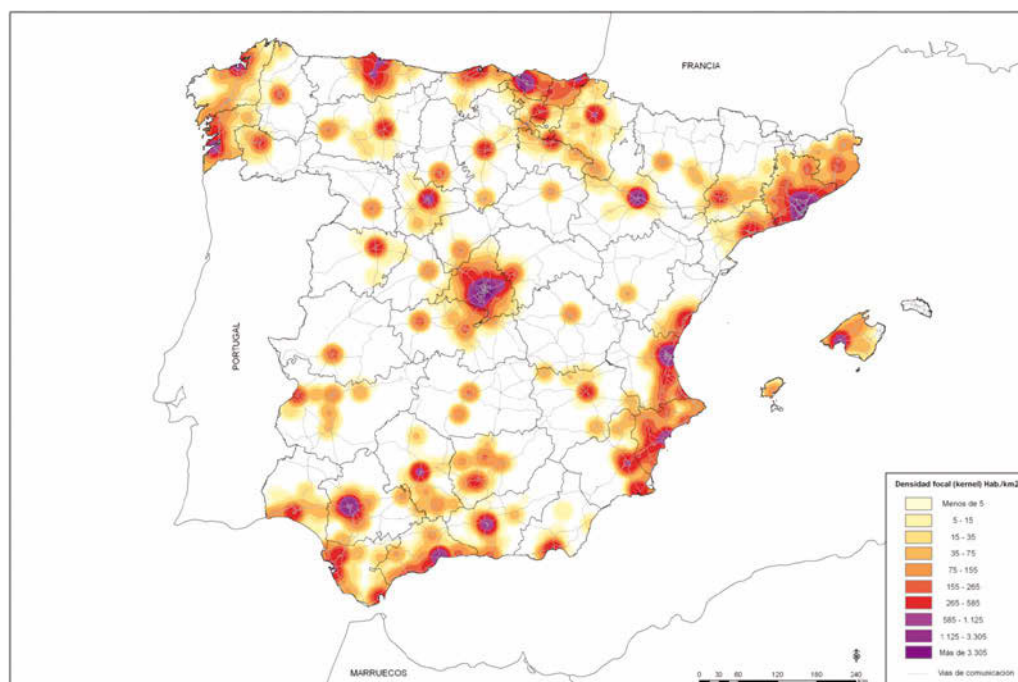 FRANCIA
PORTUGAL
MARRUECOS
Densidad focal (kernel) Hab./km2
Menos de 5
5 - 15
15 - 35
35 - 75
75 - 155
155 - 265
265 - 585
585 - 1.125
1.125 - 3.305
Más de 3.305
Vías de comunicación
0 30 60 120 180 240